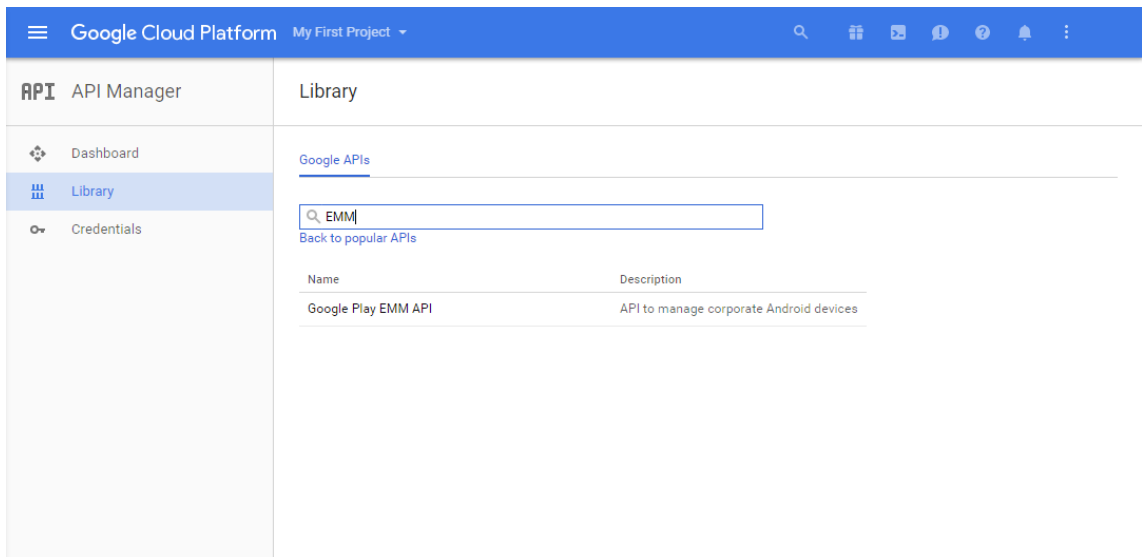 Google Cloud Platform My First Project
API API Manager
Library
Dashboard
Library
Credentials
Google APIs
EMM
Back to popular APIs
Name Description
Google Play EMM API API to manage corporate Android devices